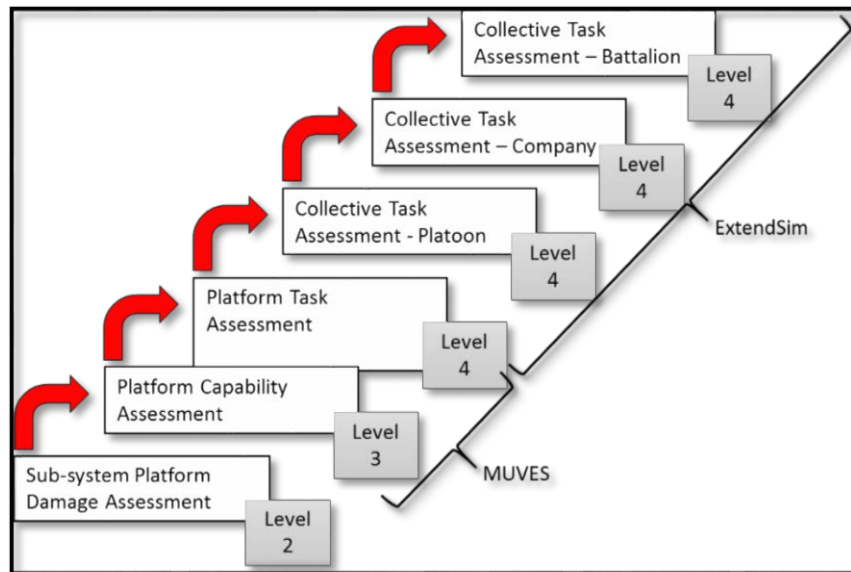 Collective Task
Assessment – Battalion
Level
4
Collective Task
Assessment – Company
Level
4
Collective Task
Assessment - Platoon
Level
4
ExtendSim
Platform Task
Assessment
Level
4
Platform Capability
Assessment
Level
3
MUVES
Sub-system Platform
Damage Assessment
Level
2